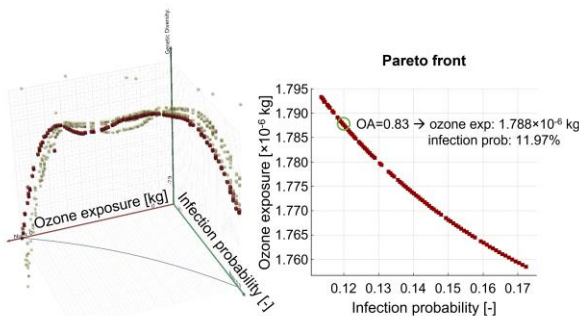 Genetic Diversity.
Ozone exposure [kg]
Infection probability [-]
Pareto front
Ozone exposure [×10⁻⁶ kg]
1.795
1.790
1.785
1.780
1.775
1.770
1.765
1.760
OA=0.83 → ozone exp: 1.788×10⁻⁶ kg
infection prob: 11.97%
0.12 0.13 0.14 0.15 0.16 0.17
Infection probability [-]